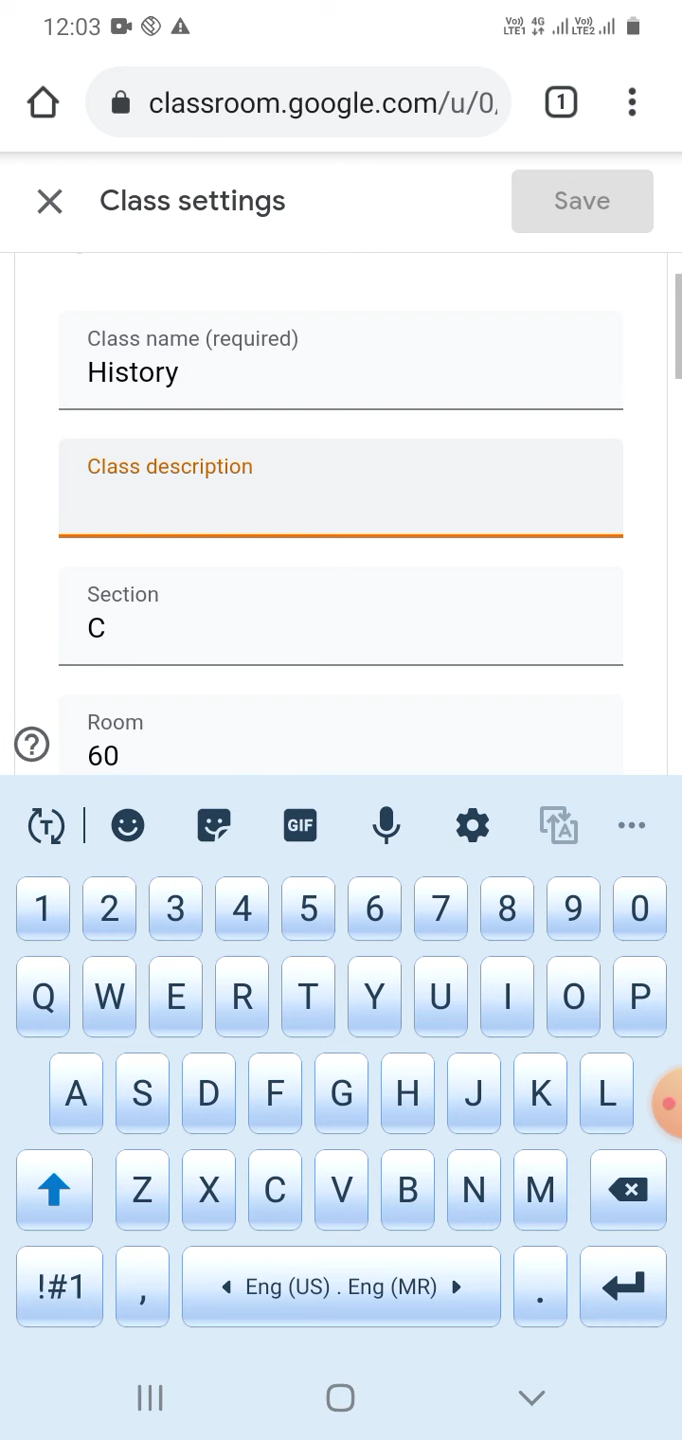 12:03 Vo)) LTE1 4G Vo)) LTE2
classroom.google.com/u/0, 1
Class settings Save
Class name (required)
History
Class description
Section
C
Room
60
T GIF A
1 2 3 4 5 6 7 8 9 0
Q W E R T Y U I O P
A S D F G H J K L
Z X C V B N M
!#1 , Eng (US) . Eng (MR) .